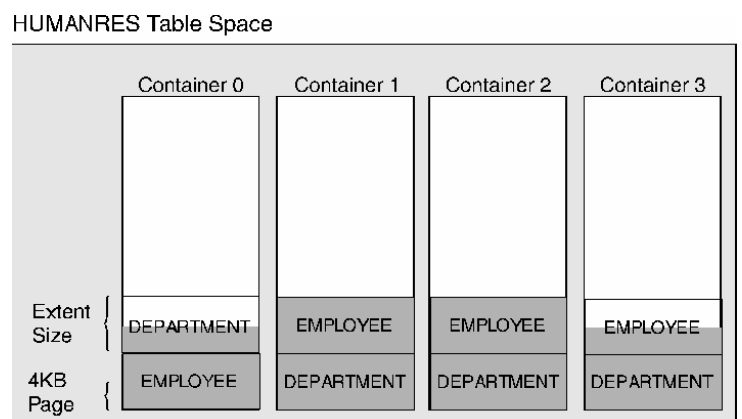 HUMANRES Table Space
Container 0 Container 1 Container 2 Container 3
Extent
Size
DEPARTMENT EMPLOYEE EMPLOYEE EMPLOYEE
4KB
Page
EMPLOYEE DEPARTMENT DEPARTMENT DEPARTMENT